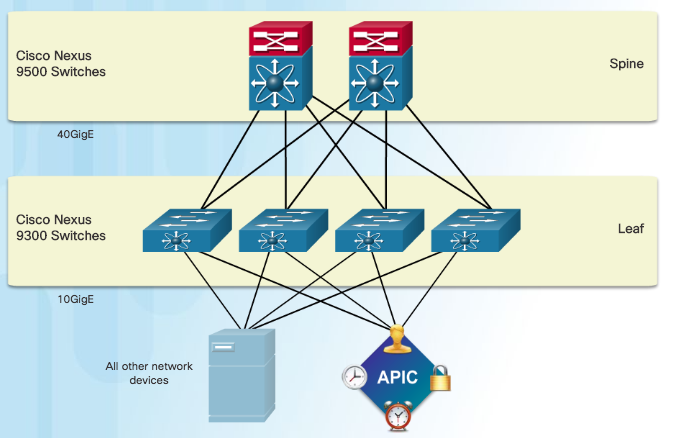 Cisco Nexus
9500 Switches
Spine
40GigE
Cisco Nexus
9300 Switches
Leaf
10GigE
All other network
devices
APIC